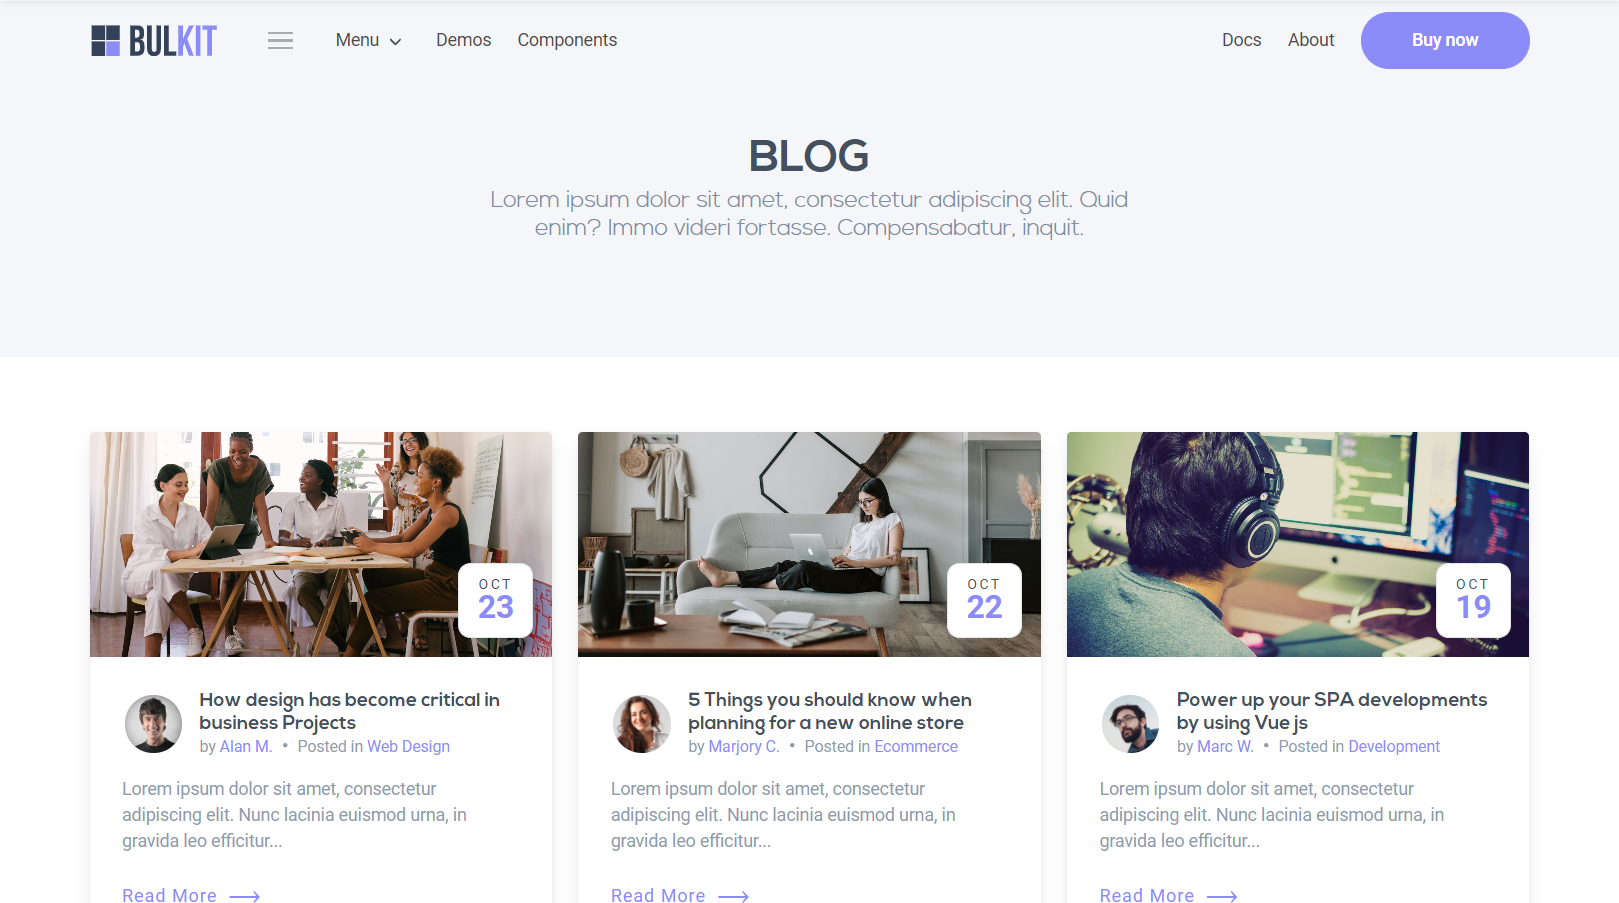 BULKIT
Menu
Demos
Components
Docs
About
Buy now
BLOG
Lorem ipsum dolor sit amet, consectetur adipiscing elit. Quid
enim? Immo videri fortasse. Compensabatur, inquit.
OCT
23
How design has become critical in
business Projects
by Alan M. • Posted in Web Design
Lorem ipsum dolor sit amet, consectetur
adipiscing elit. Nunc lacinia euismod urna, in
gravida leo efficitur...
Read More
OCT
22
5 Things you should know when
planning for a new online store
by Marjory C. • Posted in Ecommerce
Lorem ipsum dolor sit amet, consectetur
adipiscing elit. Nunc lacinia euismod urna, in
gravida leo efficitur...
Read More
OCT
19
Power up your SPA developments
by using Vue js
by Marc W. • Posted in Development
Lorem ipsum dolor sit amet, consectetur
adipiscing elit. Nunc lacinia euismod urna, in
gravida leo efficitur...
Read More